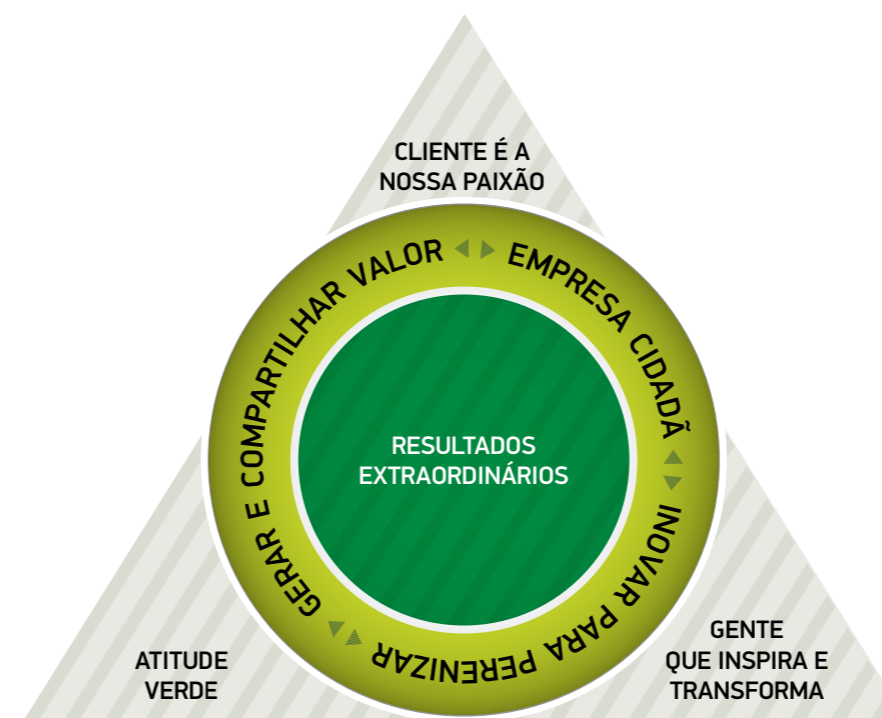 CLIENTE É A
NOSSA PAIXÃO
GERAR E COMPARTILHAR VALOR
EMPRESA CIDADÃ
INOVAR PARA PERENIZAR
RESULTADOS
EXTRAORDINÁRIOS
ATITUDE
VERDE
GENTE
QUE INSPIRA E
TRANSFORMA